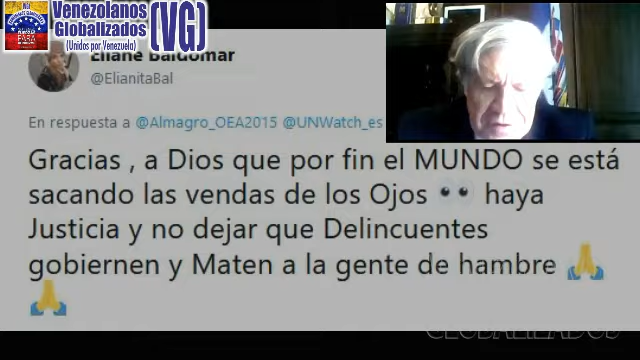 Venezolanos
Globalizados
(Unidos por Venezuela)
(VG)
Eliane Baldomar
@ElianitaBal
En respuesta a @Almagro_OEA2015 @UNWatch_es
Gracias , a Dios que por fin el MUNDO se está
sacando las vendas de los Ojos 👀 haya
Justicia y no dejar que Delincuentes
gobiernen y Maten a la gente de hambre 🙏
🙏
GLOBALIZADOS